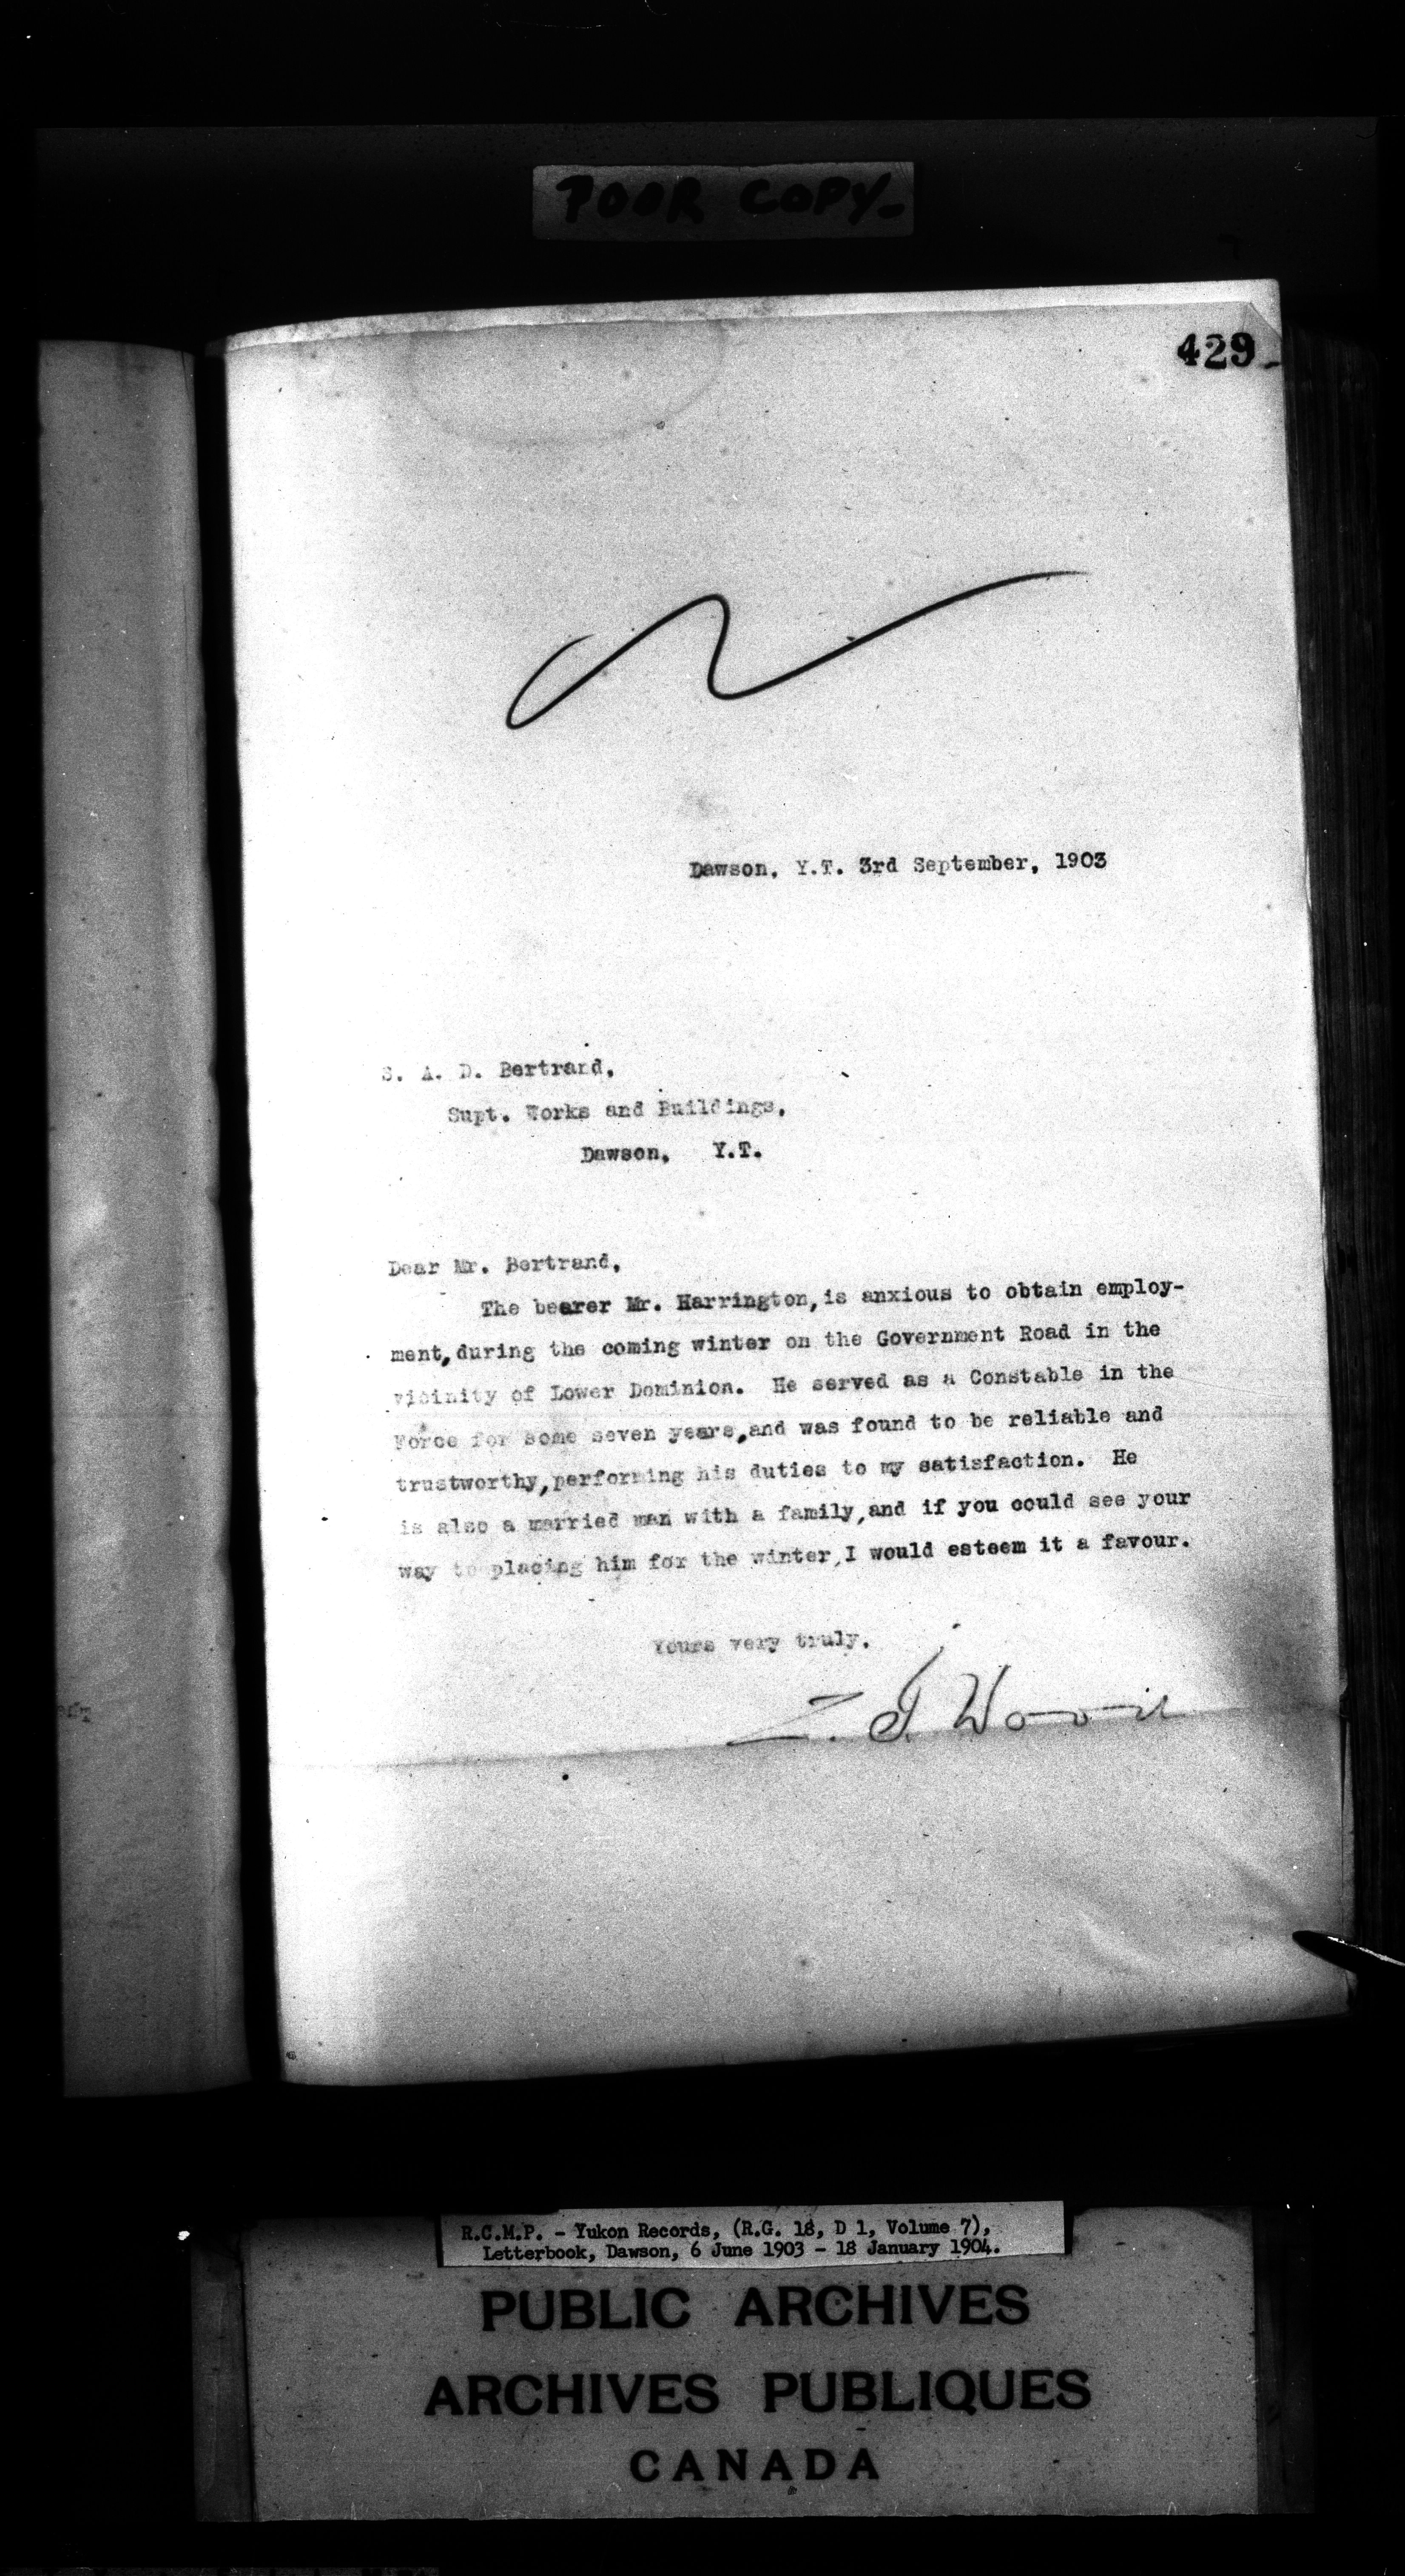 POOR COPY-
429
Dawson, Y.T. 3rd September, 1903
S. A. D. Bertrand,
Supt. Works and Buildings,
Dawson, Y.T.
Dear Mr. Bertrand,
The bearer Mr. Harrington, is anxious to obtain employ-
ment, during the coming winter on the Government Road in the
vicinity of Lower Dominion. He served as a Constable in the
Force for some seven years, and was found to be reliable and
trustworthy, performing his duties to my satisfaction. He
is also a married man with a family, and if you could see your
way to placing him for the winter, I would esteem it a favour.
Yours very truly,
Z. T. Wood
R.C.M.P. - Yukon Records, (R.G. 18, D 1, Volume 7),
Letterbook, Dawson, 6 June 1903 - 18 January 1904.
PUBLIC ARCHIVES
ARCHIVES PUBLIQUES
CANADA